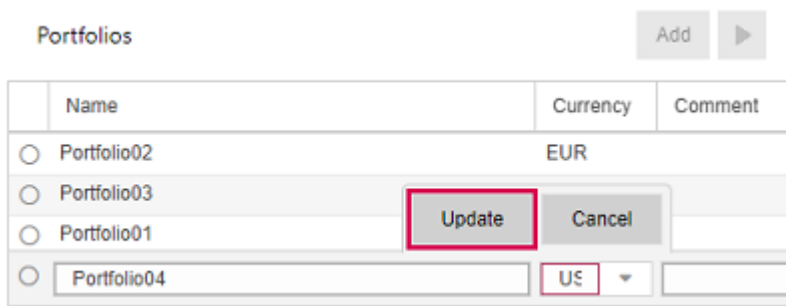 Portfolios Add
Name Currency Comment
Portfolio02 EUR
Portfolio03
Portfolio01 Update Cancel
Portfolio04 US